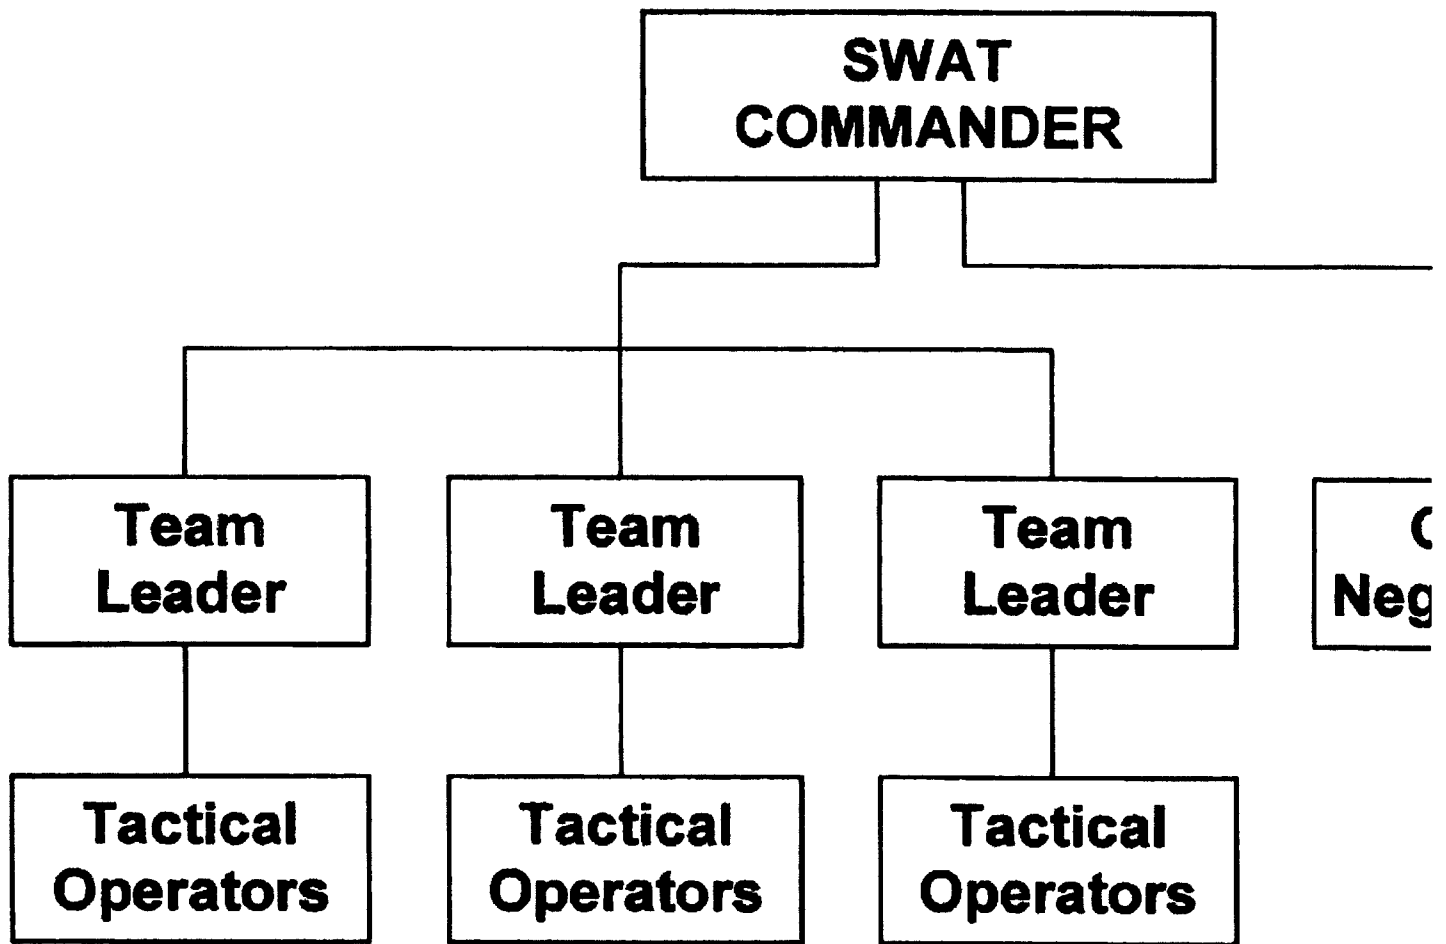 SWAT
COMMANDER
Team
Leader
Team
Leader
Team
Leader
Tactical
Operators
Tactical
Operators
Tactical
Operators